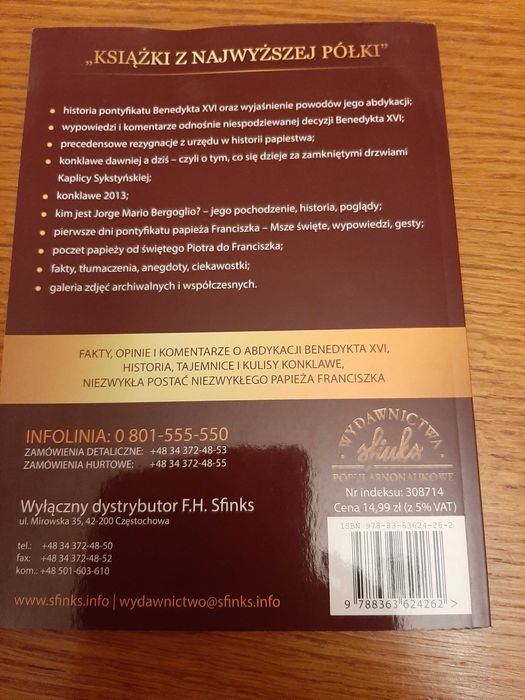 „KSIĄŻKI Z NAJWYŻSZEJ PÓŁKI”
• historia pontyfikatu Benedykta XVI oraz wyjaśnienie powodów jego abdykacji;
• wypowiedzi i komentarze odnośnie niespodziewanej decyzji Benedykta XVI;
• precedensowe rezygnacje z urzędu w historii papiestwa;
• konklawe dawniej a dziś – czyli o tym, co się dzieje za zamkniętymi drzwiami
Kaplicy Sykstyńskiej;
• konklawe 2013;
• kim jest Jorge Mario Bergoglio? – jego pochodzenie, historia, poglądy;
• pierwsze dni pontyfikatu papieża Franciszka – Msze święte, wypowiedzi, gesty;
• poczet papieży od świętego Piotra do Franciszka;
• fakty, tłumaczenia, anegdoty, ciekawostki;
• galeria zdjęć archiwalnych i współczesnych.
FAKTY, OPINIE I KOMENTARZE O ABDYKACJI BENEDYKTA XVI,
HISTORIA, TAJEMNICE I KULISY KONKLAWE,
NIEZWYKŁA POSTAĆ NIEZWYKŁEGO PAPIEŻA FRANCISZKA
INFOLINIA: 0 801-555-550
ZAMÓWIENIA DETALICZNE: +48 34 372-48-53
ZAMÓWIENIA HURTOWE: +48 34 372-48-55
Wyłączny dystrybutor F.H. Sfinks
ul. Mirowska 35, 42-200 Częstochowa
tel.: +48 34 372-48-50
fax: +48 34 372-48-52
kom.: +48 501-603-610
www.sfinks.info | wydawnictwo@sfinks.info
WYDAWNICTWA
sfinks
POPULARNONAUKOWE
Nr indeksu: 308714
Cena 14,99 zł (z 5% VAT)
ISBN 978-83-63624-26-2
9 788363 624262 >